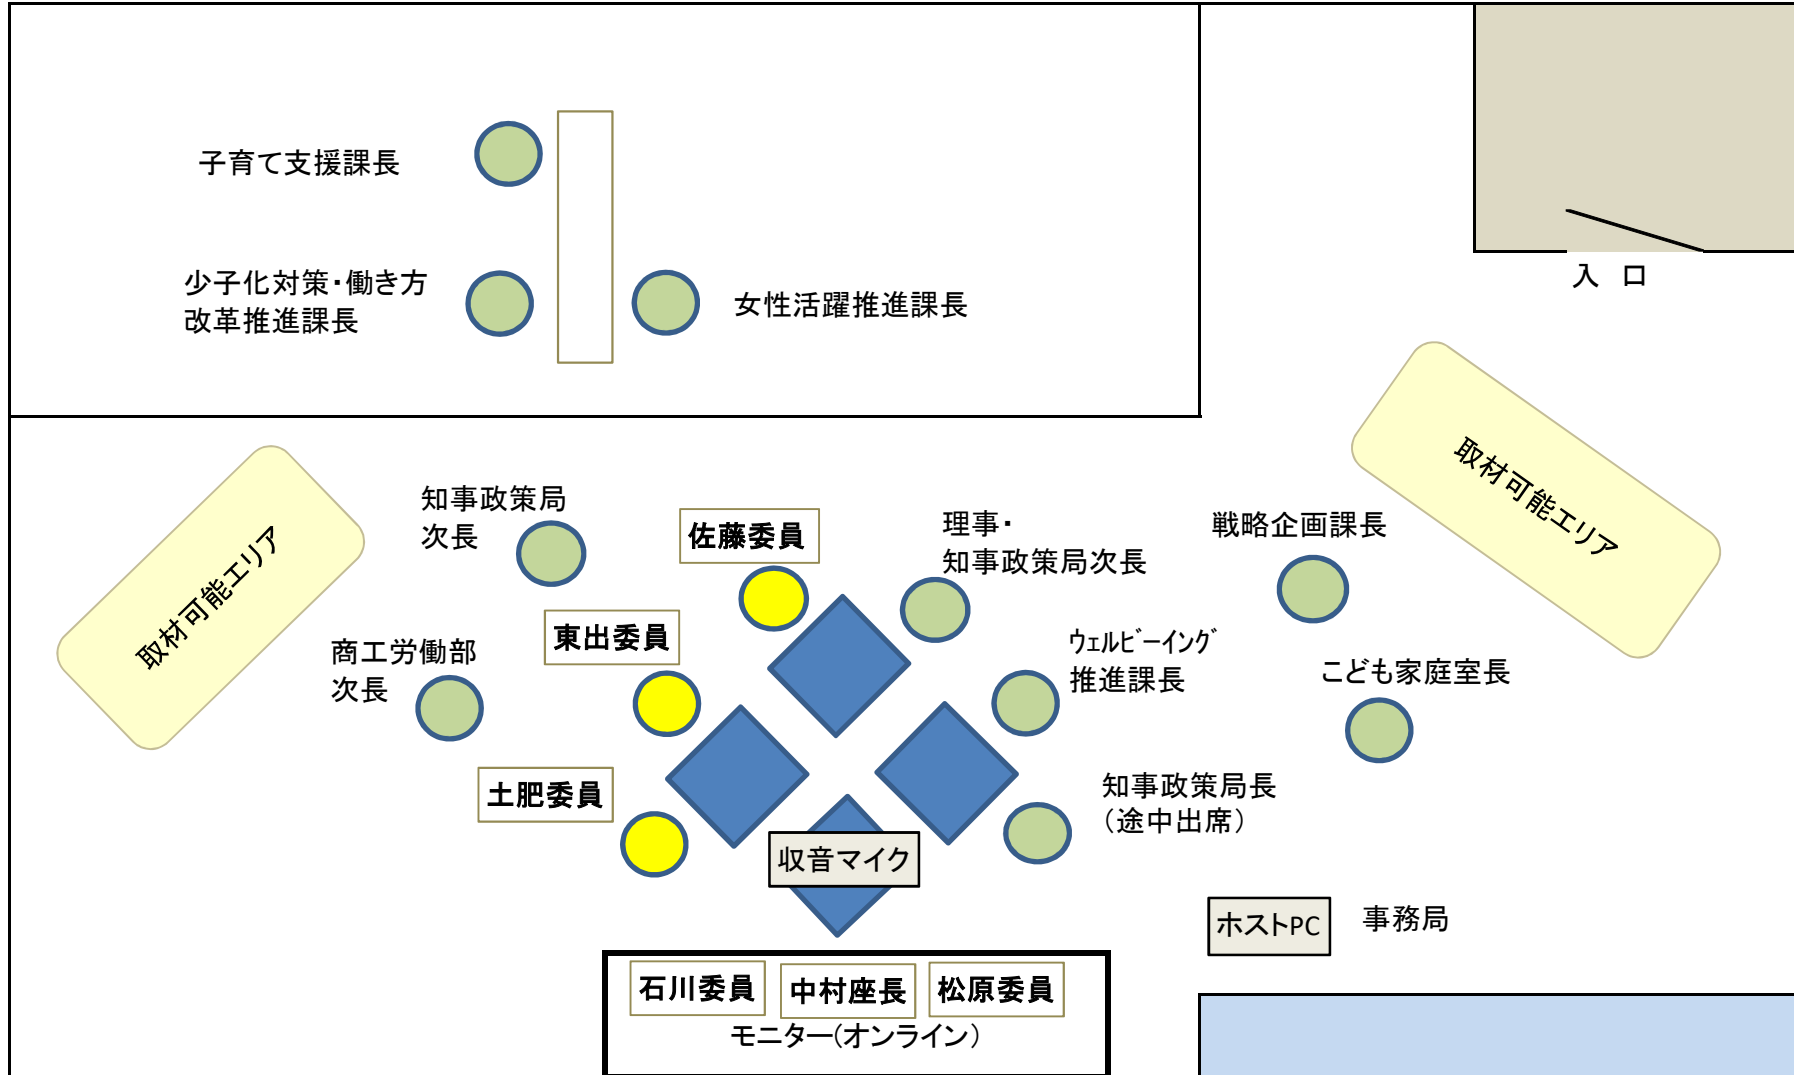 子育て支援課長
少子化対策・働き方
改革推進課長
女性活躍推進課長
入　口
取材可能エリア
取材可能エリア
知事政策局
次長
佐藤委員
理事・
知事政策局次長
戦略企画課長
東出委員
商工労働部
次長
ｳｪﾙﾋﾞｰｲﾝｸﾞ
推進課長
こども家庭室長
土肥委員
知事政策局長
（途中出席）
収音マイク
ホストPC
事務局
石川委員
中村座長
松原委員
モニター(オンライン）